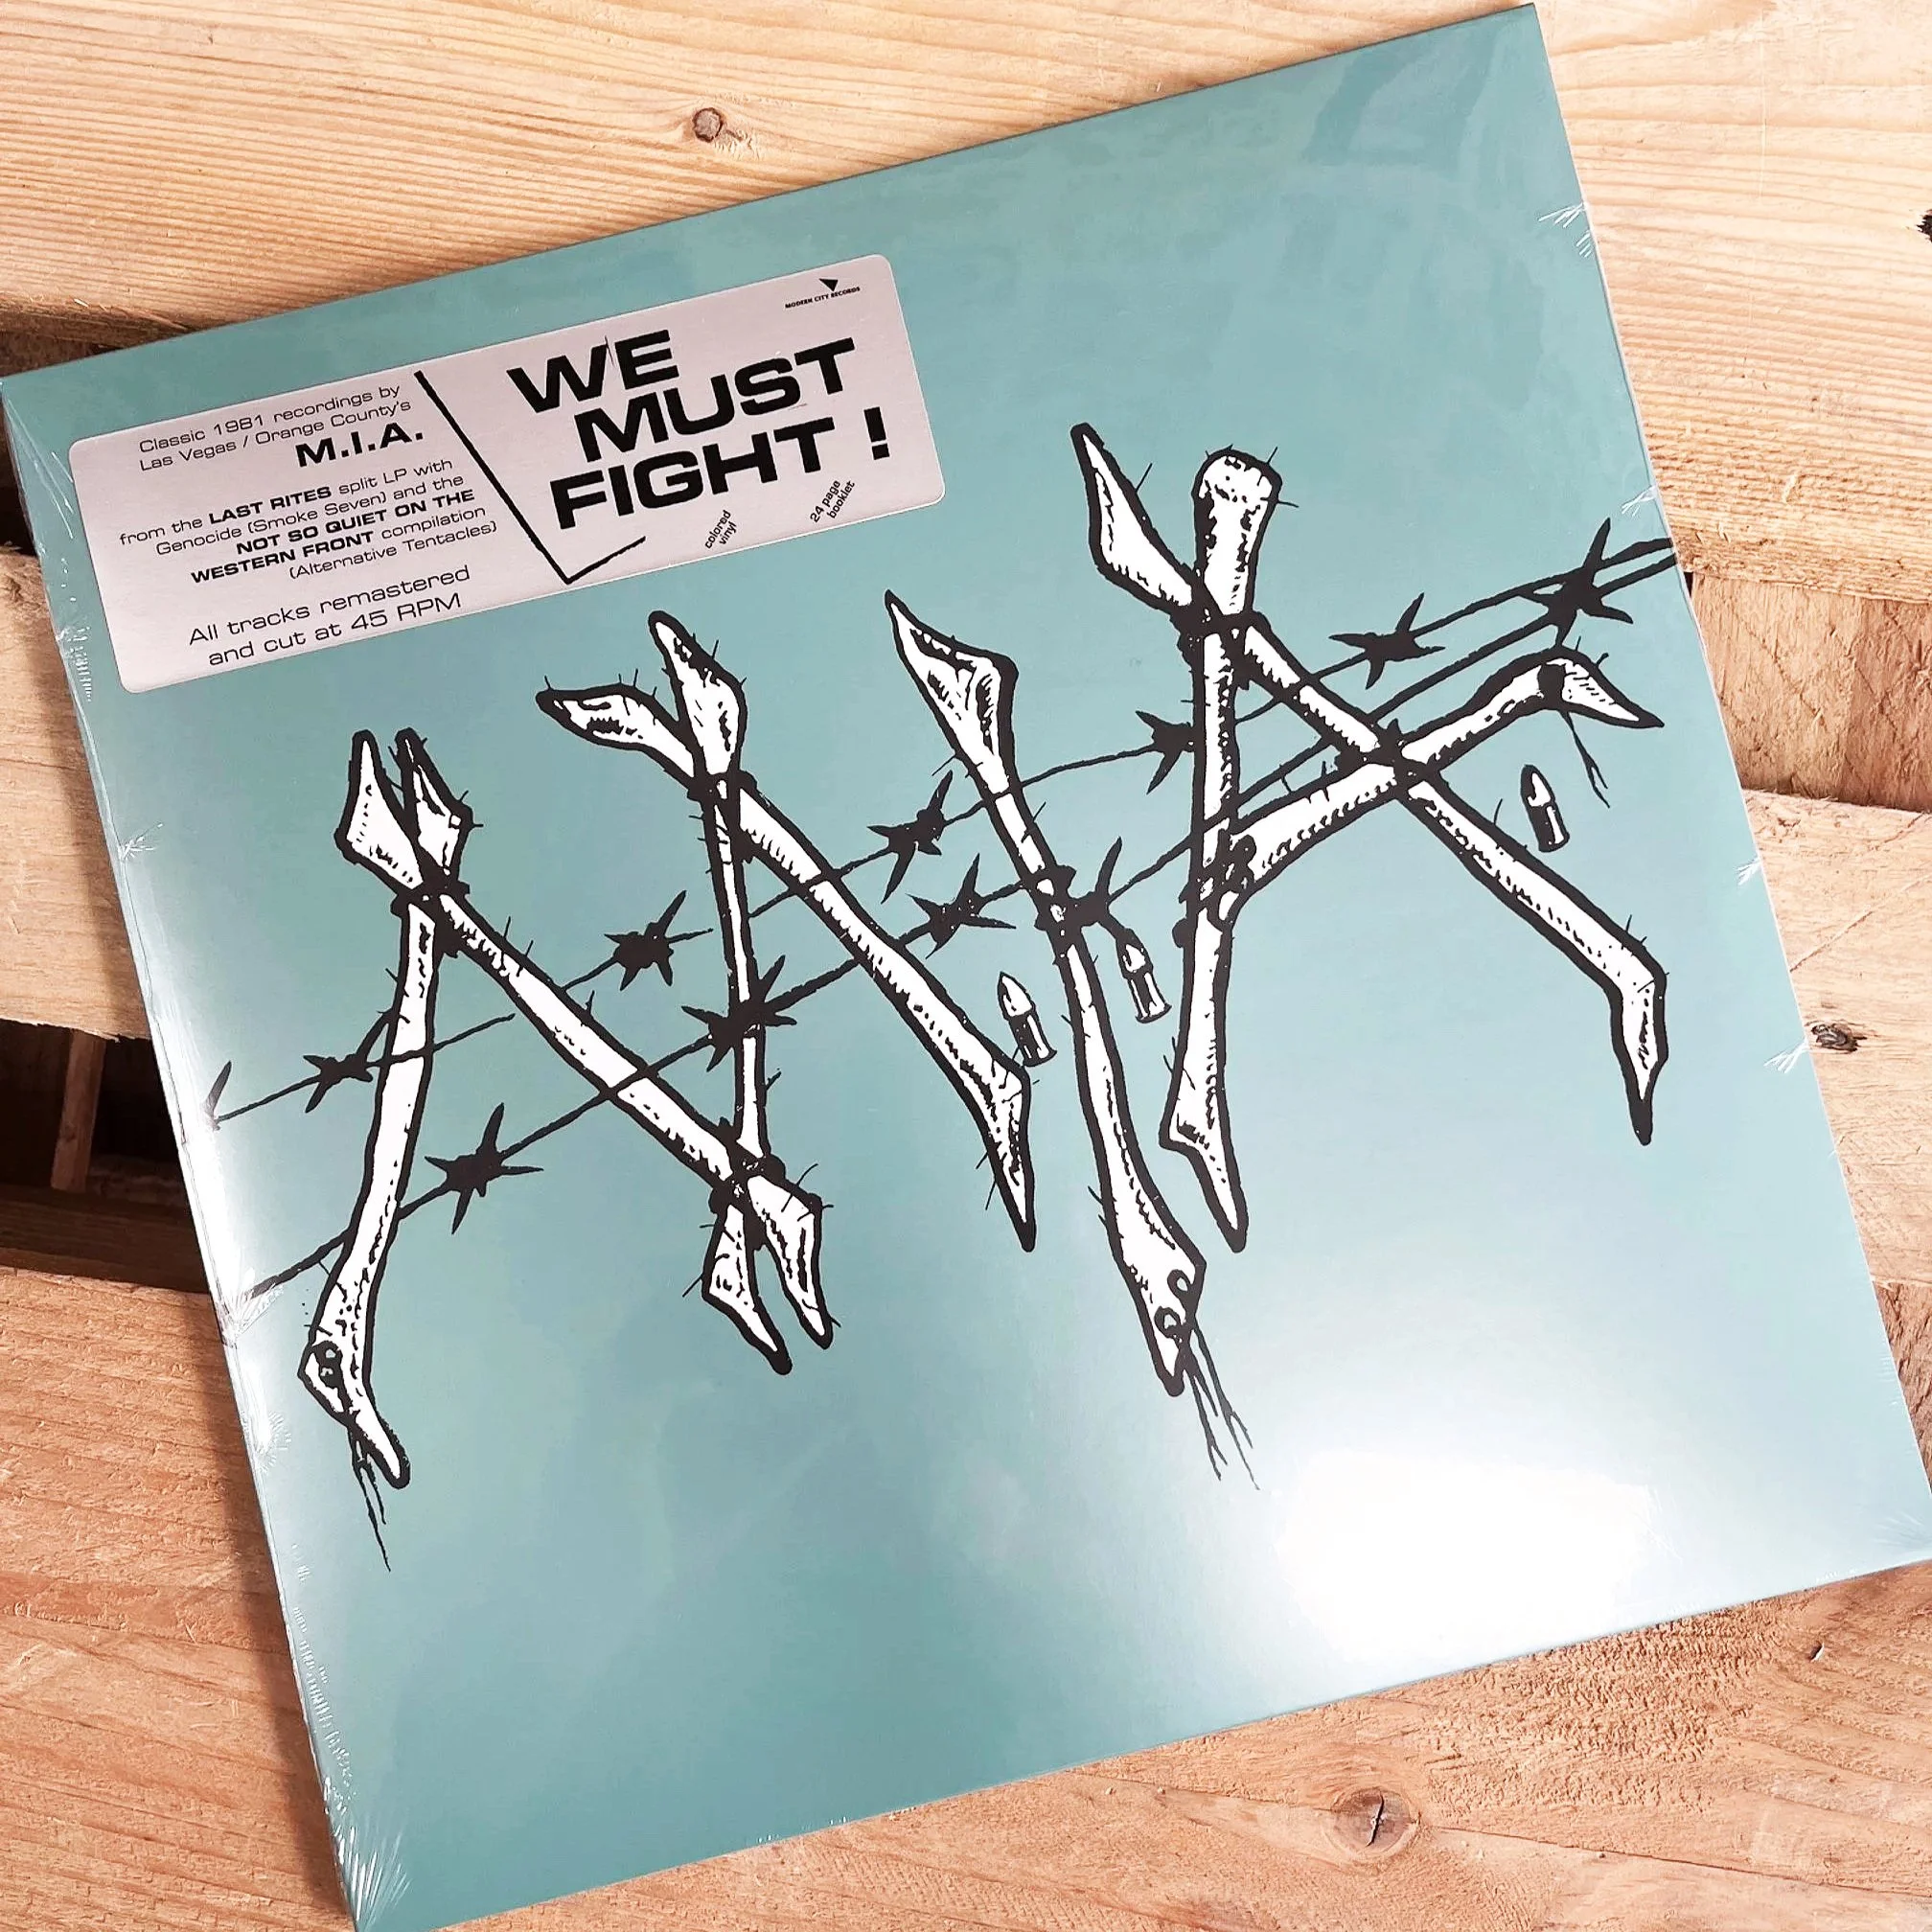 MODERN CITY RECORDS
Classic 1981 recordings by
Las Vegas / Orange County's
M.I.A.
from the LAST RITES split LP with
Genocide (Smoke Seven) and the
NOT SO QUIET ON THE
WESTERN FRONT compilation
(Alternative Tentacles)
All tracks remastered
and cut at 45 RPM
WE
MUST
FIGHT !
colored
vinyl
24 page
booklet
MIA